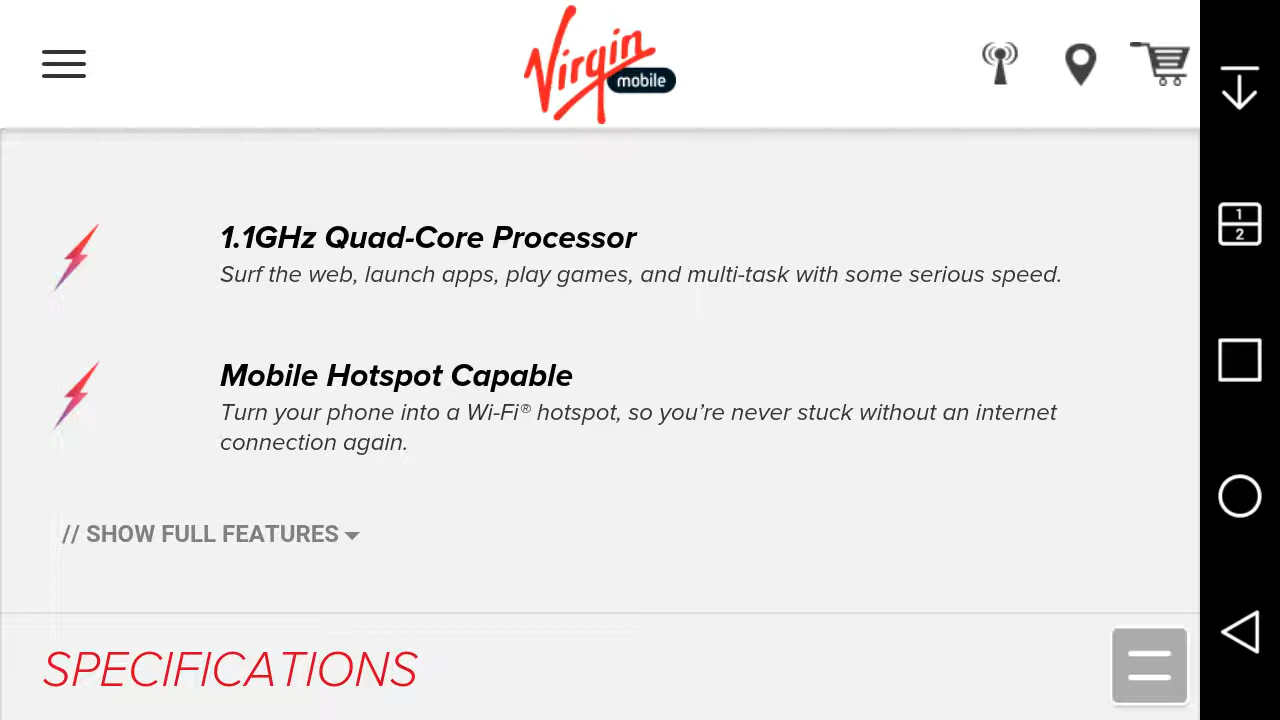 Virgin
mobile
1
2
1.1GHz Quad-Core Processor
Surf the web, launch apps, play games, and multi-task with some serious speed.
Mobile Hotspot Capable
Turn your phone into a Wi-Fi® hotspot, so you’re never stuck without an internet
connection again.
// SHOW FULL FEATURES
SPECIFICATIONS